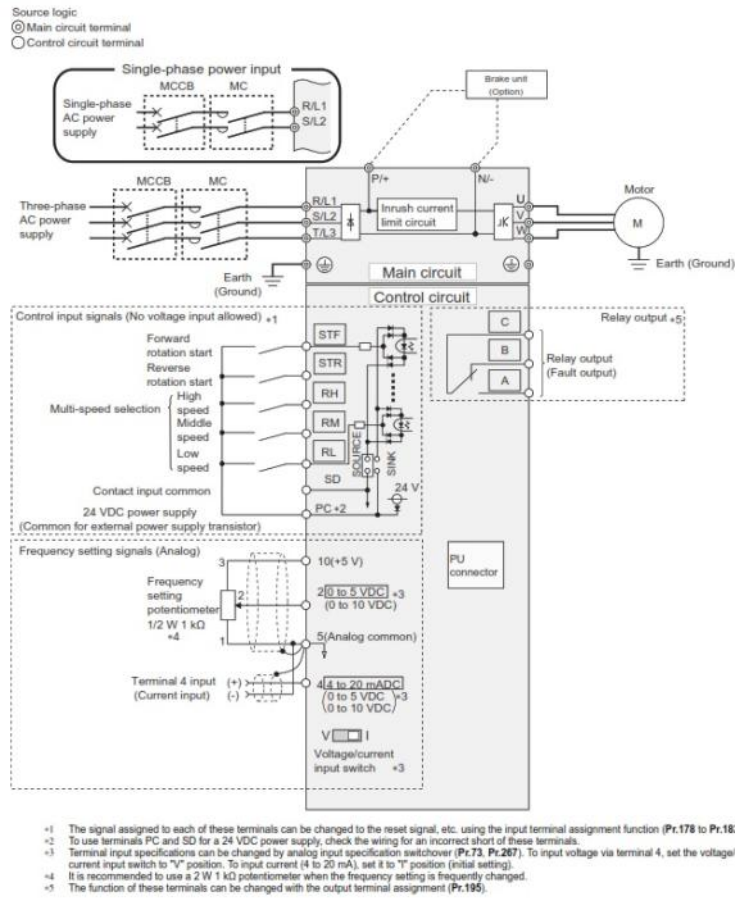 Source logic
Main circuit terminal
Control circuit terminal
Single-phase power input
MCCB MC
Single-phase
AC power
supply
R/L1
S/L2
Brake unit
(Option)
P/+ N/-
MCCB MC
Three-phase
AC power
supply
R/L1
S/L2
T/L3
Inrush current
limit circuit
U
V
W
Motor
M
Earth (Ground)
Earth
(Ground)
Main circuit
Control circuit
Control input signals (No voltage input allowed) *1
Forward
rotation start
Reverse
rotation start
Multi-speed selection
High
speed
Middle
speed
Low
speed
Contact input common
24 VDC power supply
(Common for external power supply transistor)
STF
STR
RH
RM
RL
SD
PC *2
SOURCE
SINK
24 V
Relay output *5
C
B
A
Relay output
(Fault output)
Frequency setting signals (Analog)
Frequency
setting
potentiometer
1/2 W 1 kΩ
*4
3
2
1
10(+5 V)
2 0 to 5 VDC *3
(0 to 10 VDC)
5(Analog common)
Terminal 4 input
(Current input)
(+)
(-)
4 4 to 20 mADC
(0 to 5 VDC
0 to 10 VDC) *3
V I
Voltage/current
input switch *3
PU
connector
*1 The signal assigned to each of these terminals can be changed to the reset signal, etc. using the input terminal assignment function (Pr.178 to Pr.182
*2 To use terminals PC and SD for a 24 VDC power supply, check the wiring for an incorrect short of these terminals.
*3 Terminal input specifications can be changed by analog input specification switchover (Pr.73, Pr.267). To input voltage via terminal 4, set the voltage/
current input switch to "V" position. To input current (4 to 20 mA), set it to "I" position (initial setting).
*4 It is recommended to use a 2 W 1 kΩ potentiometer when the frequency setting is frequently changed.
*5 The function of these terminals can be changed with the output terminal assignment (Pr.195).